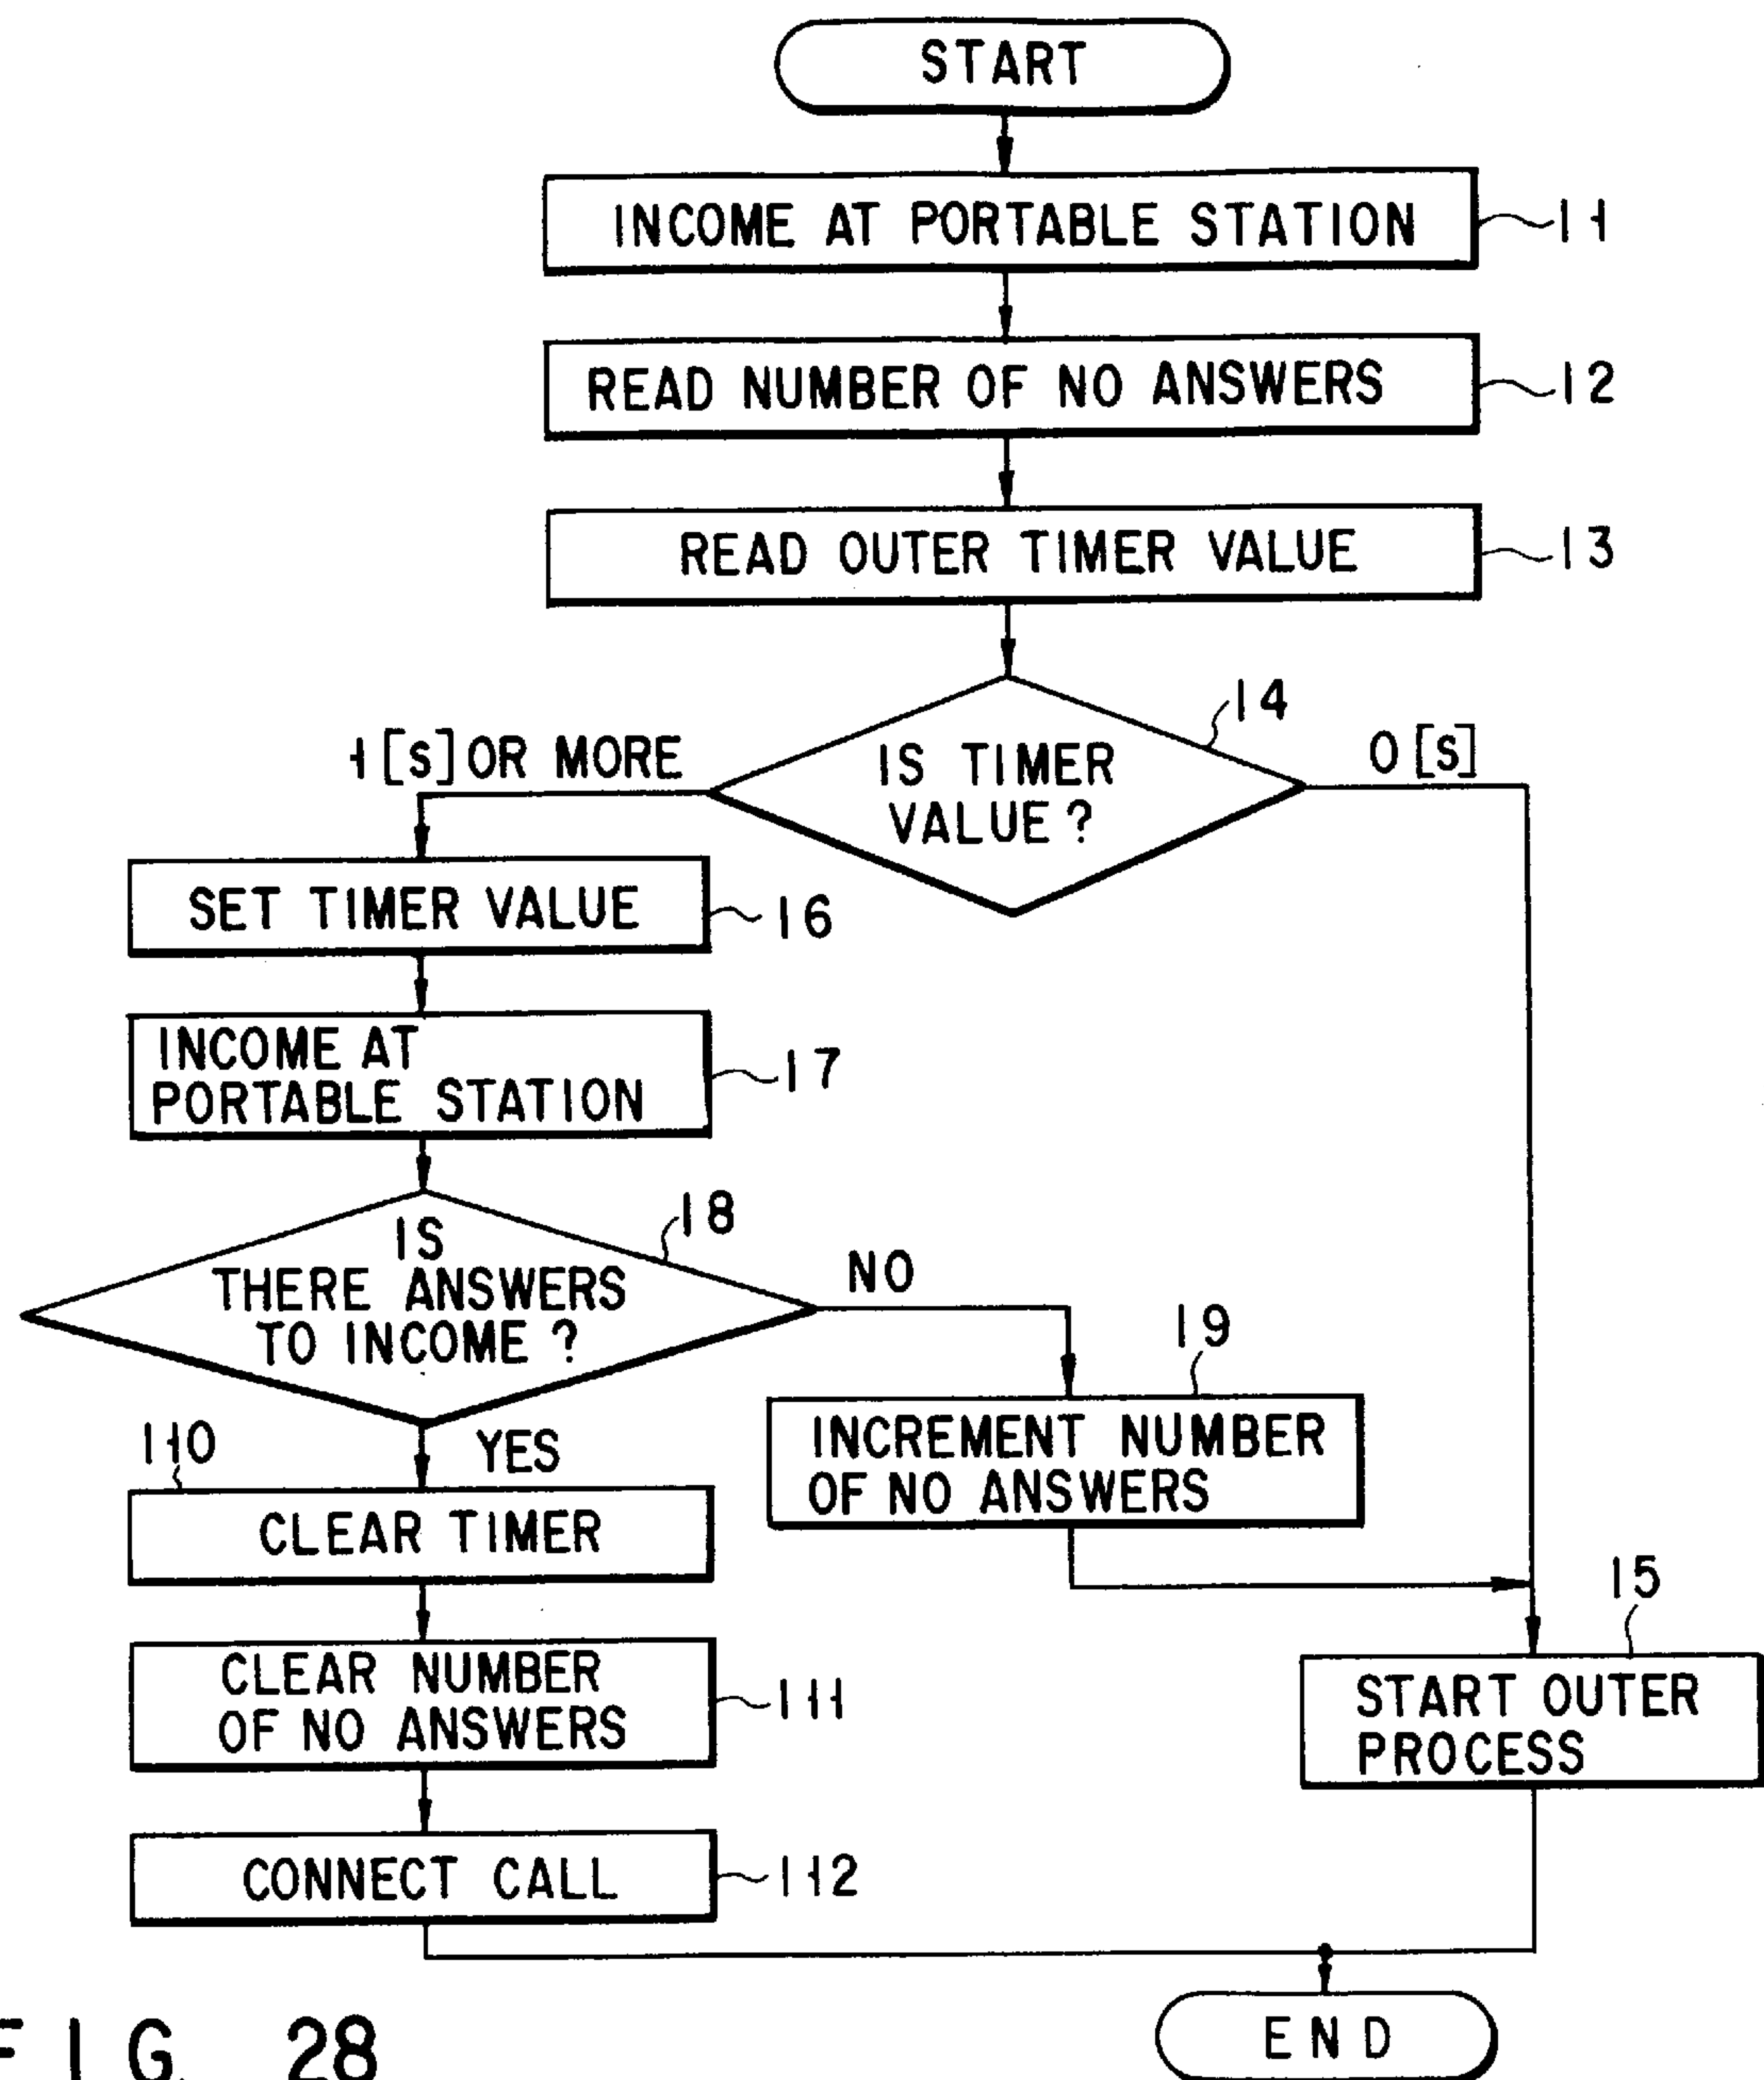 START
INCOME AT PORTABLE STATION
11
READ NUMBER OF NO ANSWERS
12
READ OUTER TIMER VALUE
13
14
1[s] OR MORE
IS TIMER
VALUE?
0[s]
SET TIMER VALUE
16
INCOME AT
PORTABLE STATION
17
18
IS
THERE ANSWERS
TO INCOME?
NO
19
INCREMENT NUMBER
OF NO ANSWERS
110
YES
CLEAR TIMER
15
START OUTER
PROCESS
CLEAR NUMBER
OF NO ANSWERS
111
CONNECT CALL
112
END
FIG. 28